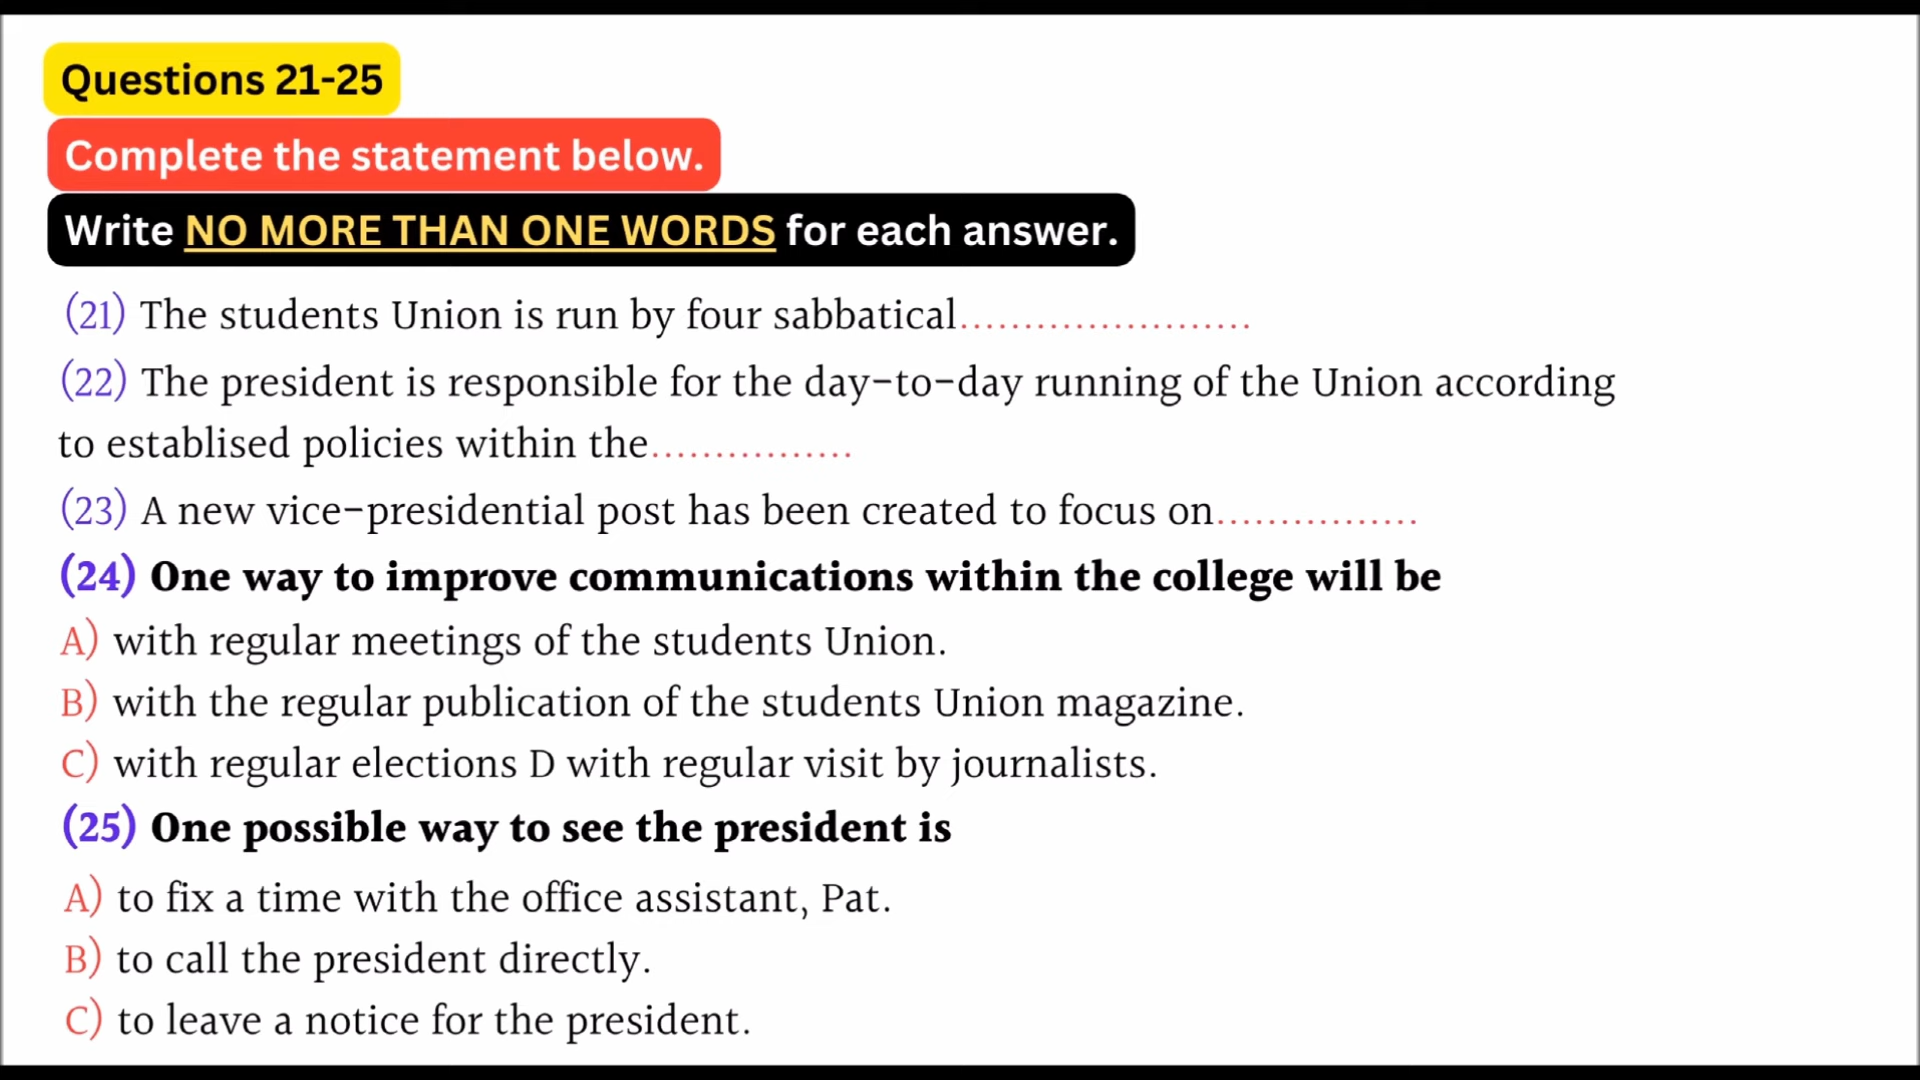 Questions 21-25
Complete the statement below.
Write NO MORE THAN ONE WORDS for each answer.
(21) The students Union is run by four sabbatical.......................
(22) The president is responsible for the day-to-day running of the Union according
to establised policies within the................
(23) A new vice-presidential post has been created to focus on................
(24) One way to improve communications within the college will be
A) with regular meetings of the students Union.
B) with the regular publication of the students Union magazine.
C) with regular elections D with regular visit by journalists.
(25) One possible way to see the president is
A) to fix a time with the office assistant, Pat.
B) to call the president directly.
C) to leave a notice for the president.